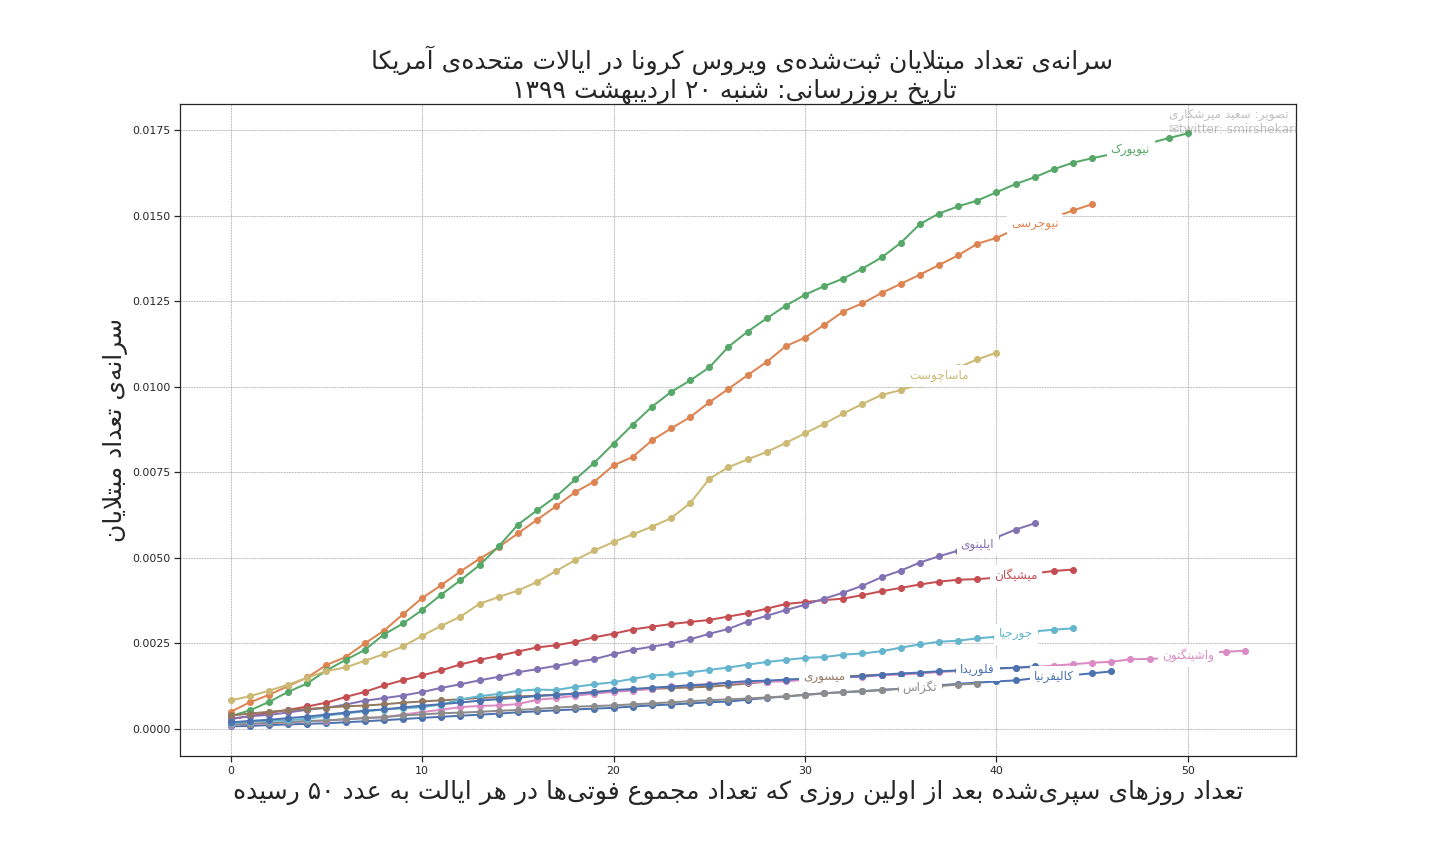 سرانه‌ی تعداد مبتلایان ثبت‌شده‌ی ویروس کرونا در ایالات متحده‌ی آمریکا
تاریخ بروزرسانی: شنبه ۲۰ اردیبهشت ۱۳۹۹
تصویر: سعید میرشکاری
✉twitter: smirshekari
سرانه‌ی تعداد مبتلایان
0.0175
0.0150
0.0125
0.0100
0.0075
0.0050
0.0025
0.0000
نیویورک
نیوجرسی
ماساچوست
ایلینوی
میشیگان
جورجیا
واشینگتون
فلوریدا
کالیفرنیا
میسوری
تگزاس
0 10 20 30 40 50
تعداد روزهای سپری‌شده بعد از اولین روزی که تعداد مجموع فوتی‌ها در هر ایالت به عدد ۵۰ رسیده